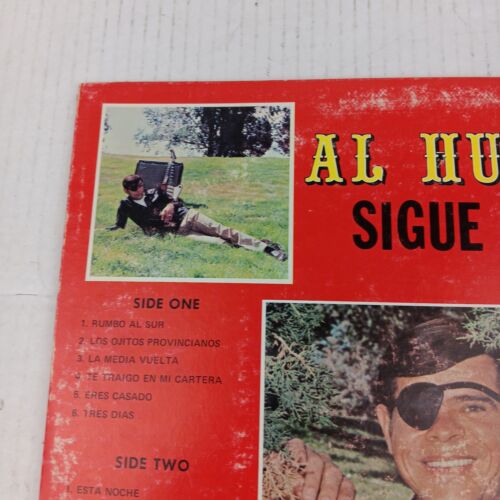 AL HU
SIGUE
SIDE ONE
1. RUMBO AL SUR
2. LOS OJITOS PROVINCIANOS
3. LA MEDIA VUELTA
4. TE TRAIGO EN MI CARTERA
5. ERES CASADO
6. TRES DIAS
SIDE TWO
1. ESTA NOCHE